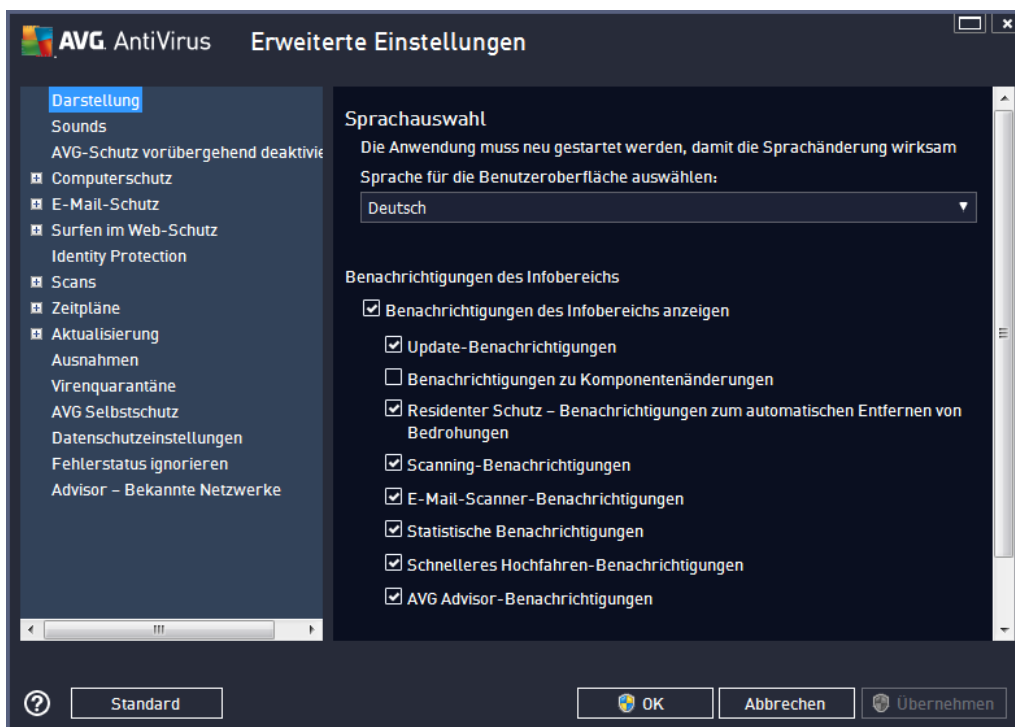 AVG AntiVirus Erweiterte Einstellungen
Darstellung
Sounds
AVG-Schutz vorübergehend deaktivie
Computerschutz
E-Mail-Schutz
Surfen im Web-Schutz
Identity Protection
Scans
Zeitpläne
Aktualisierung
Ausnahmen
Virenquarantäne
AVG Selbstschutz
Datenschutzeinstellungen
Fehlerstatus ignorieren
Advisor – Bekannte Netzwerke
Sprachauswahl
Die Anwendung muss neu gestartet werden, damit die Sprachänderung wirksam
Sprache für die Benutzeroberfläche auswählen:
Deutsch
Benachrichtigungen des Infobereichs
Benachrichtigungen des Infobereichs anzeigen
Update-Benachrichtigungen
Benachrichtigungen zu Komponentenänderungen
Residenter Schutz – Benachrichtigungen zum automatischen Entfernen von
Bedrohungen
Scanning-Benachrichtigungen
E-Mail-Scanner-Benachrichtigungen
Statistische Benachrichtigungen
Schnelleres Hochfahren-Benachrichtigungen
AVG Advisor-Benachrichtigungen
Standard
OK
Abbrechen
Übernehmen